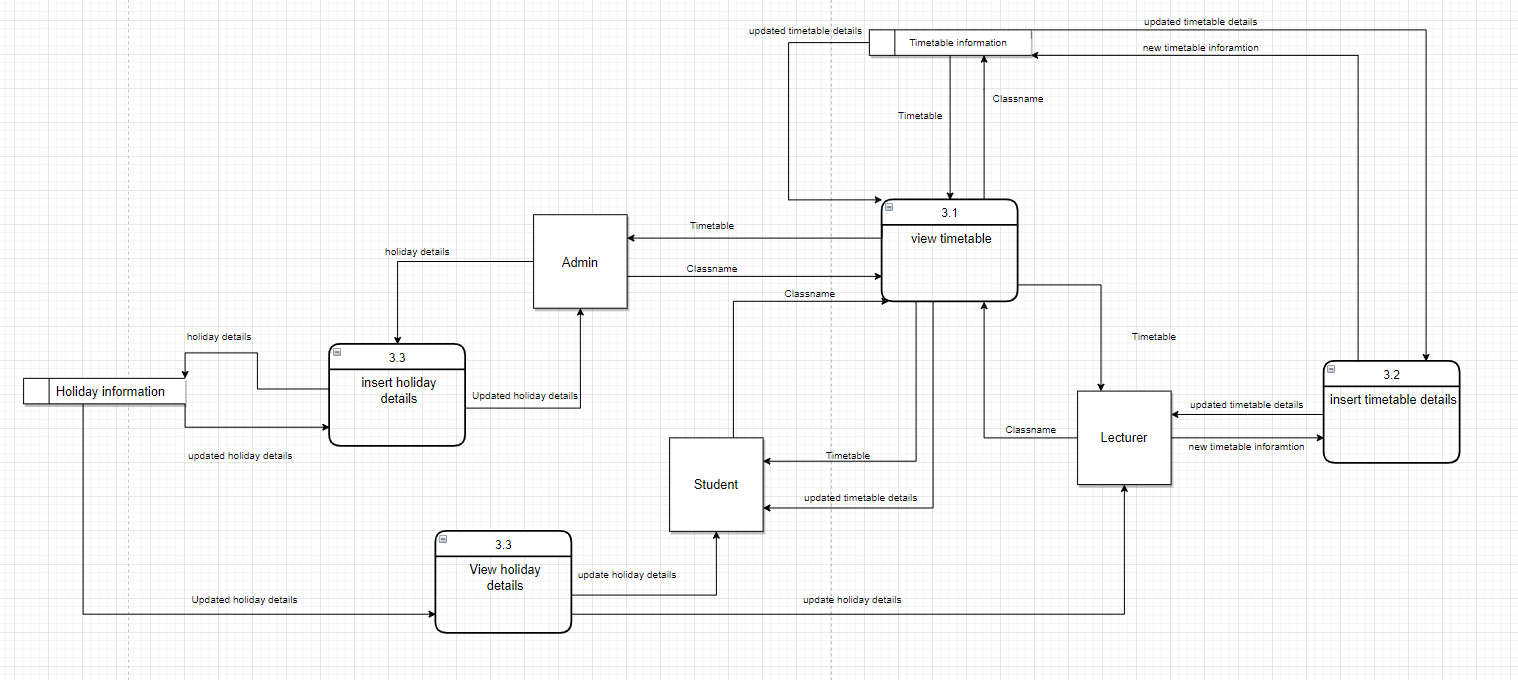 updated timetable details
updated timetable details
Timetable information
new timetable inforamtion
Classname
Timetable
3.1
view timetable
Timetable
Classname
Classname
Admin
holiday details
holiday details
Timetable
3.3
insert holiday
details
Holiday information
Updated holiday details
updated holiday details
3.2
insert timetable details
updated timetable details
new timetable inforamtion
Classname
Lecturer
Timetable
Student
updated timetable details
3.3
View holiday
details
update holiday details
Updated holiday details
update holiday details